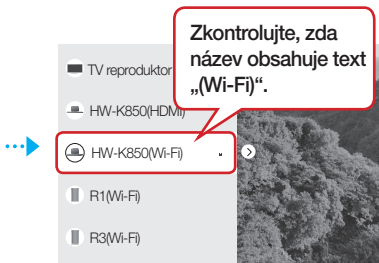 Zkontrolujte, zda
název obsahuje text
„(Wi-Fi)“.
TV reproduktor
HW-K850(HDMI)
HW-K850(Wi-Fi)
R1(Wi-Fi)
R3(Wi-Fi)